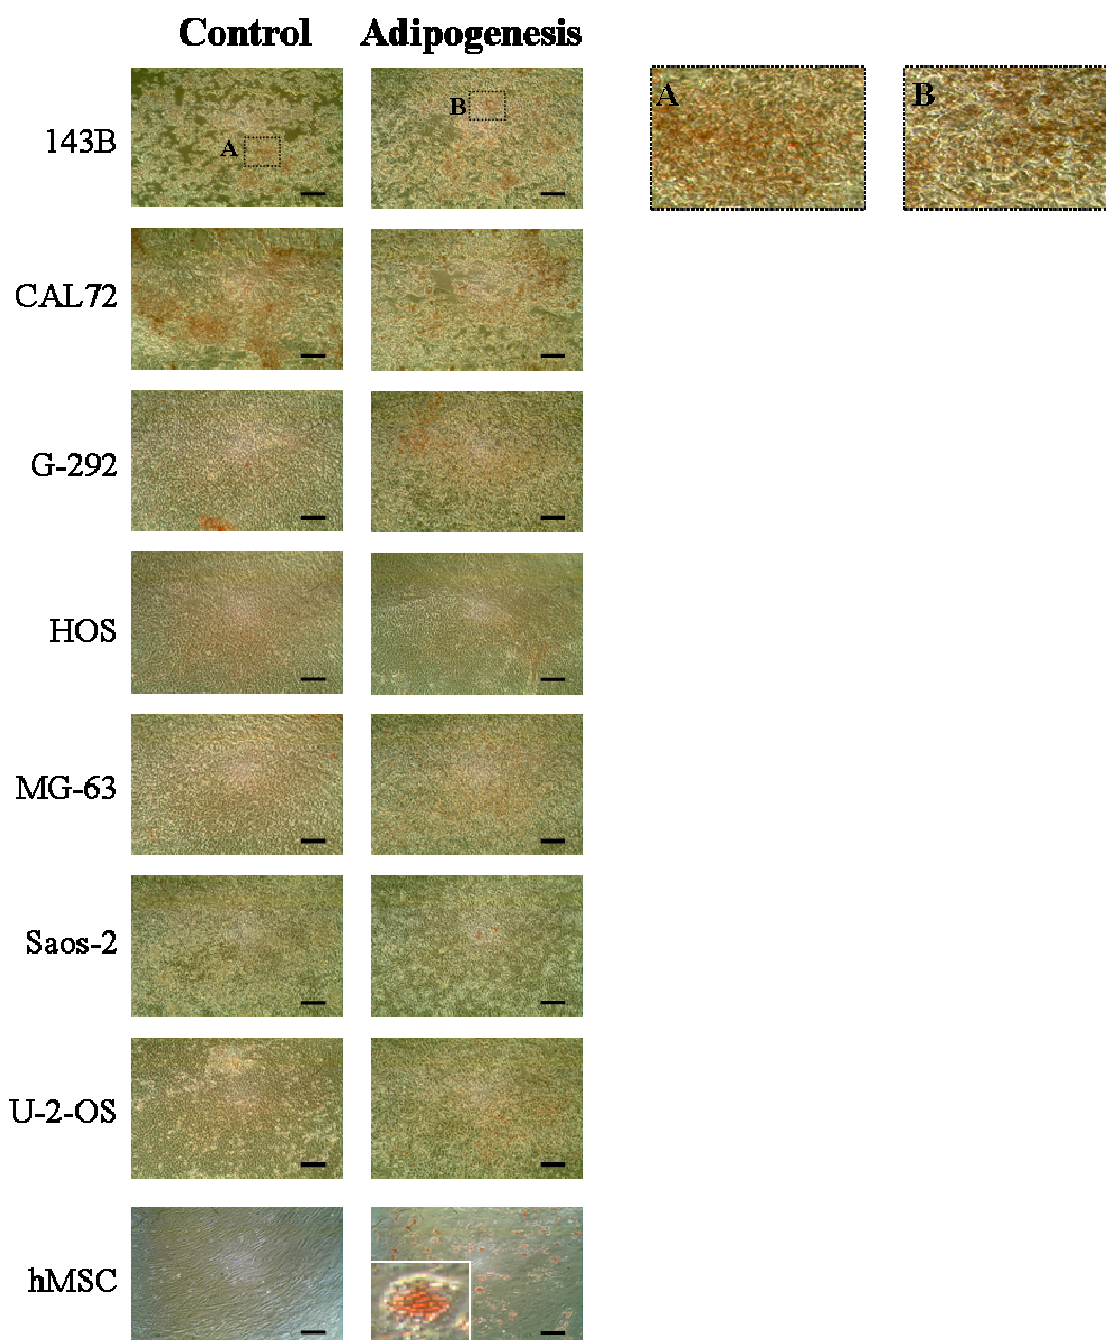 Control Adipogenesis
143B A B A B
CAL72
G-292
HOS
MG-63
Saos-2
U-2-OS
hMSC